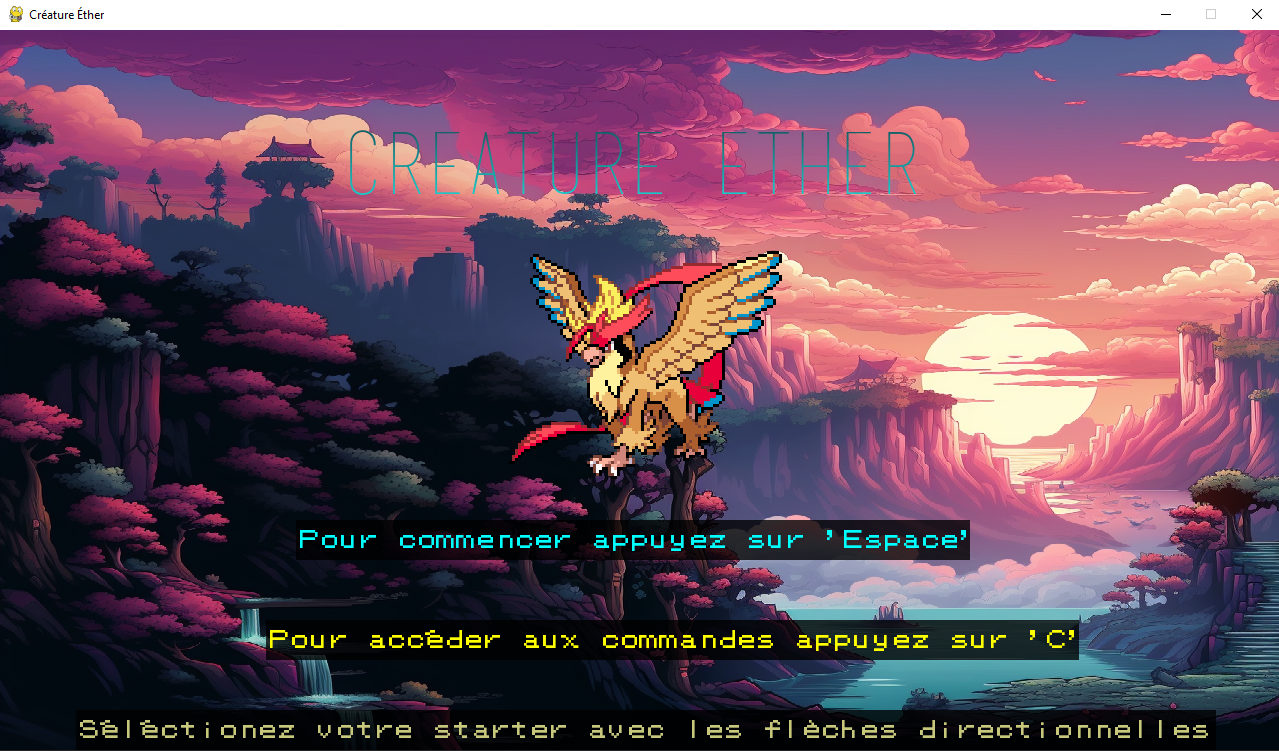 Créature Éther
CREATURE ETHER
Pour commencer appuyez sur 'Espace'
Pour accéder aux commandes appuyez sur 'C'
Séléctionez votre starter avec les flèches directionnelles